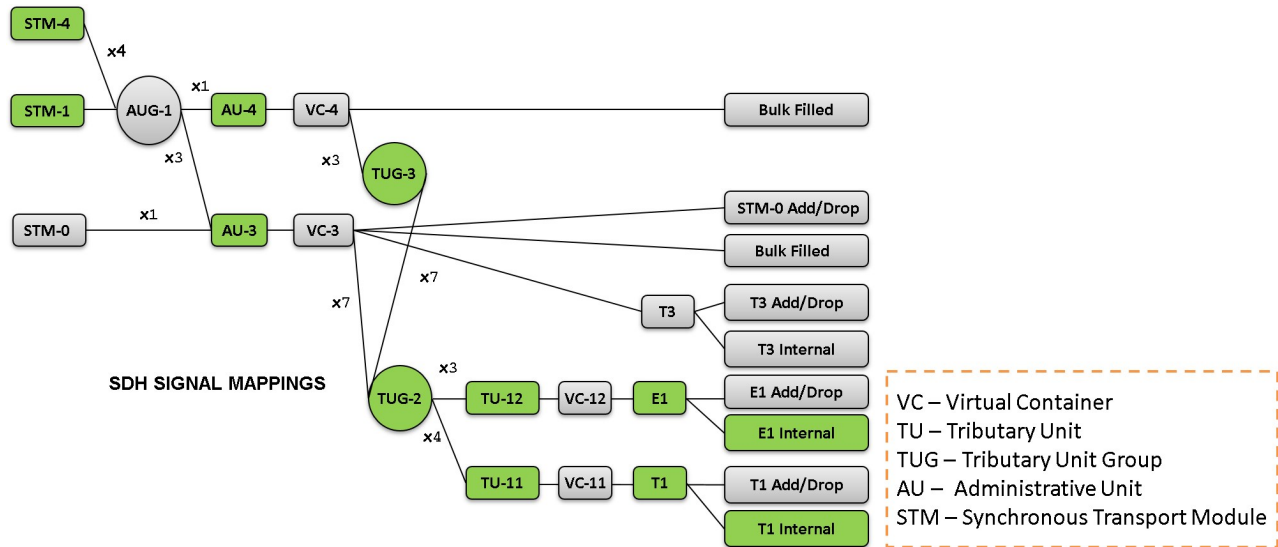 STM-4
x4
STM-1
AUG-1
x1
AU-4
VC-4
Bulk Filled
x3
x3
TUG-3
STM-0
x1
AU-3
VC-3
STM-0 Add/Drop
Bulk Filled
x7
x7
T3
T3 Add/Drop
T3 Internal
SDH SIGNAL MAPPINGS
TUG-2
x3
TU-12
VC-12
E1
E1 Add/Drop
E1 Internal
x4
TU-11
VC-11
T1
T1 Add/Drop
T1 Internal
VC – Virtual Container
TU – Tributary Unit
TUG – Tributary Unit Group
AU – Administrative Unit
STM – Synchronous Transport Module